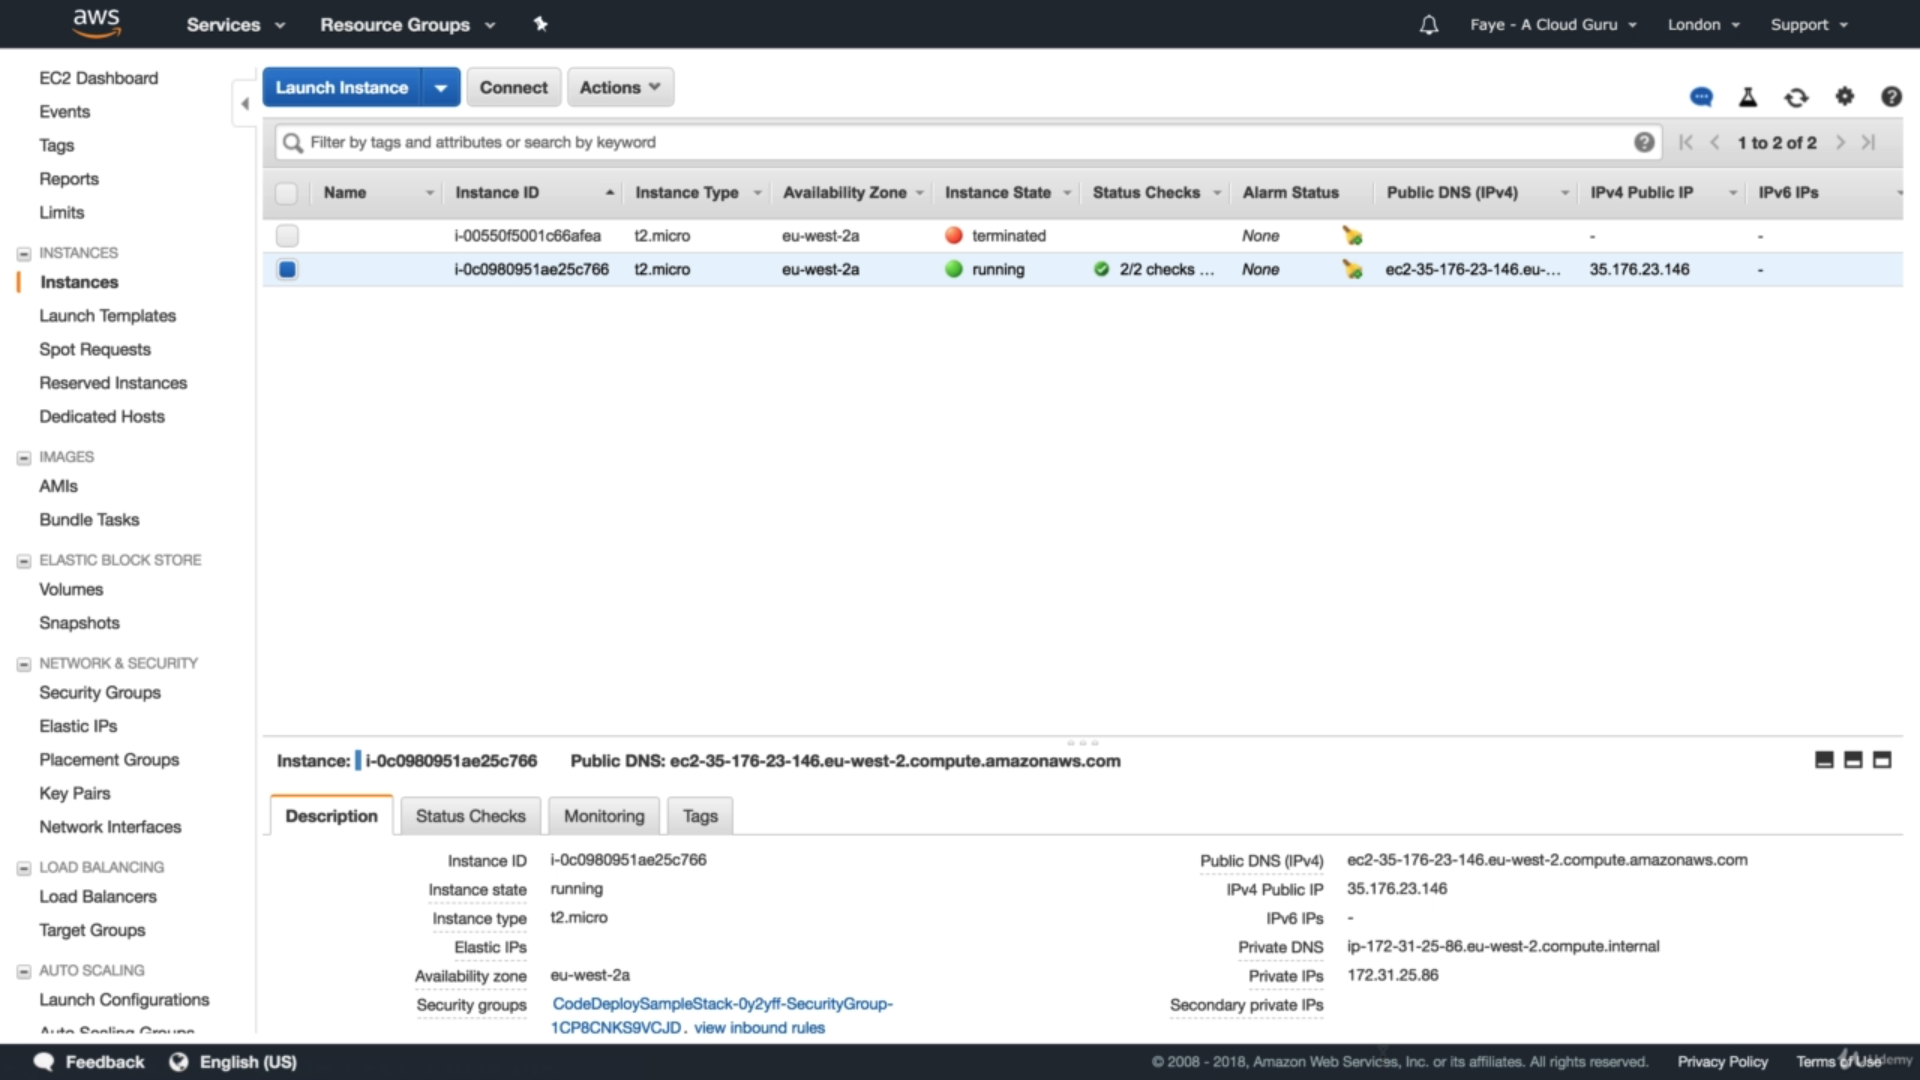 aws
Services
Resource Groups
Faye - A Cloud Guru
London
Support
EC2 Dashboard
Events
Tags
Reports
Limits
INSTANCES
Instances
Launch Templates
Spot Requests
Reserved Instances
Dedicated Hosts
IMAGES
AMIs
Bundle Tasks
ELASTIC BLOCK STORE
Volumes
Snapshots
NETWORK & SECURITY
Security Groups
Elastic IPs
Placement Groups
Key Pairs
Network Interfaces
LOAD BALANCING
Load Balancers
Target Groups
AUTO SCALING
Launch Configurations
Auto Scaling Groups
Launch Instance
Connect
Actions
Filter by tags and attributes or search by keyword
1 to 2 of 2
Name Instance ID Instance Type Availability Zone Instance State Status Checks Alarm Status Public DNS (IPv4) IPv4 Public IP IPv6 IPs
i-00550f5001c66afea t2.micro eu-west-2a terminated None - -
i-0c0980951ae25c766 t2.micro eu-west-2a running 2/2 checks ... None ec2-35-176-23-146.eu-... 35.176.23.146 -
Instance: i-0c0980951ae25c766 Public DNS: ec2-35-176-23-146.eu-west-2.compute.amazonaws.com
Description
Status Checks
Monitoring
Tags
Instance ID i-0c0980951ae25c766
Instance state running
Instance type t2.micro
Elastic IPs
Availability zone eu-west-2a
Security groups CodeDeploySampleStack-0y2yff-SecurityGroup-
1CP8CNKS9VCJD. view inbound rules
Public DNS (IPv4) ec2-35-176-23-146.eu-west-2.compute.amazonaws.com
IPv4 Public IP 35.176.23.146
IPv6 IPs -
Private DNS ip-172-31-25-86.eu-west-2.compute.internal
Private IPs 172.31.25.86
Secondary private IPs
Feedback
English (US)
© 2008 - 2018, Amazon Web Services, Inc. or its affiliates. All rights reserved.
Privacy Policy
Terms of Use